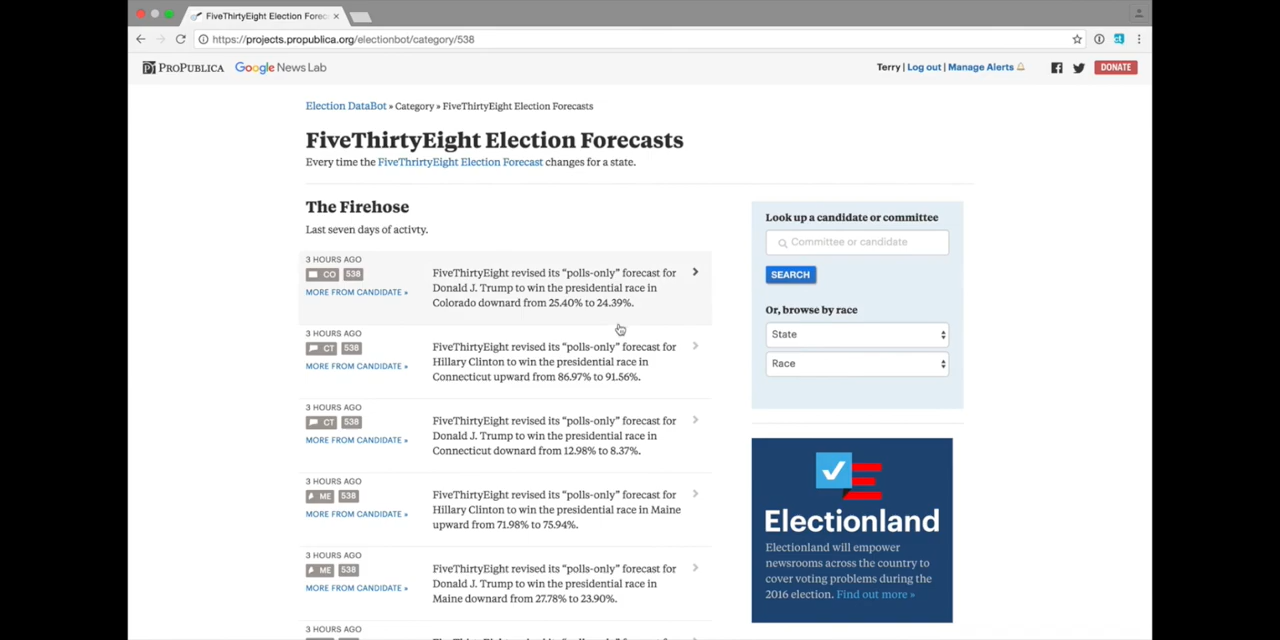 FiveThirtyEight Election Forec
https://projects.propublica.org/electionbot/category/538
PROPUBLICA Google News Lab
Terry | Log out | Manage Alerts
DONATE
Election DataBot » Category » FiveThirtyEight Election Forecasts
FiveThirtyEight Election Forecasts
Every time the FiveThrirtyEight Election Forecast changes for a state.
The Firehose
Last seven days of activty.
3 HOURS AGO
CO 538
MORE FROM CANDIDATE »
FiveThirtyEight revised its “polls-only” forecast for
Donald J. Trump to win the presidential race in
Colorado downard from 25.40% to 24.39%.
3 HOURS AGO
CT 538
MORE FROM CANDIDATE »
FiveThirtyEight revised its “polls-only” forecast for
Hillary Clinton to win the presidential race in
Connecticut upward from 86.97% to 91.56%.
3 HOURS AGO
CT 538
MORE FROM CANDIDATE »
FiveThirtyEight revised its “polls-only” forecast for
Donald J. Trump to win the presidential race in
Connecticut downard from 12.98% to 8.37%.
3 HOURS AGO
ME 538
MORE FROM CANDIDATE »
FiveThirtyEight revised its “polls-only” forecast for
Hillary Clinton to win the presidential race in Maine
upward from 71.98% to 75.94%.
3 HOURS AGO
ME 538
MORE FROM CANDIDATE »
FiveThirtyEight revised its “polls-only” forecast for
Donald J. Trump to win the presidential race in
Maine downard from 27.78% to 23.90%.
3 HOURS AGO
Look up a candidate or committee
Committee or candidate
SEARCH
Or, browse by race
State
Race
Electionland
Electionland will empower
newsrooms across the country to
cover voting problems during the
2016 election. Find out more »